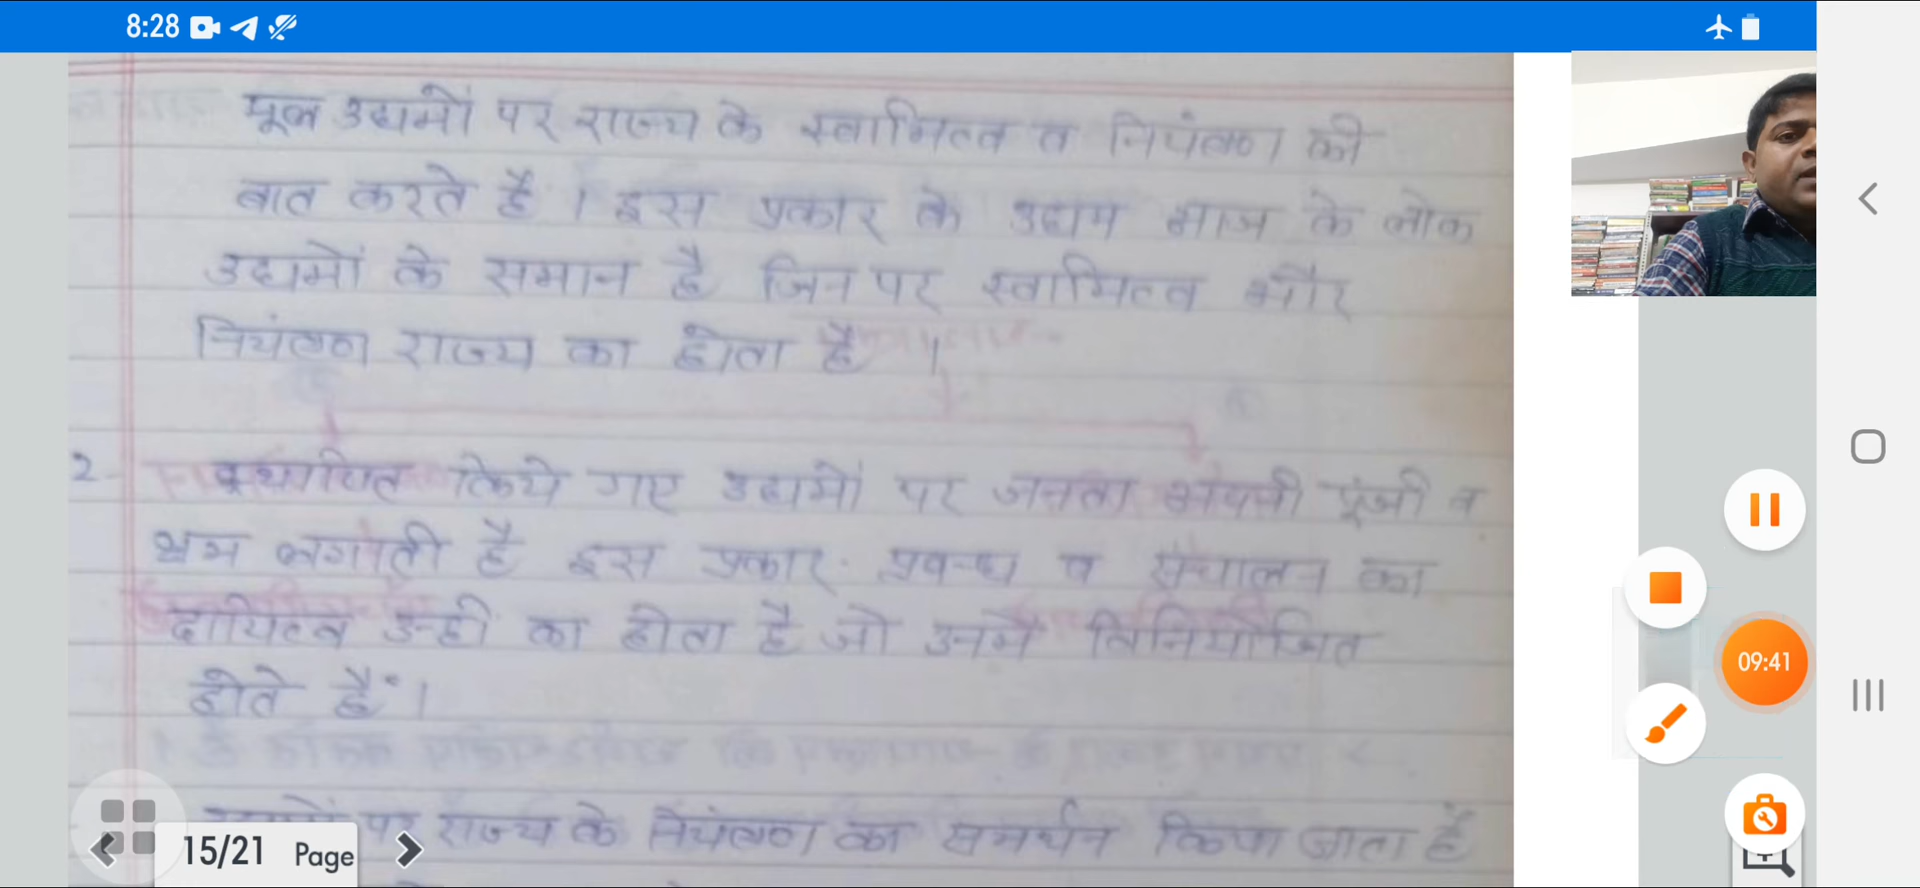 8:28
मूल उद्यमों पर राज्य के स्वामित्व व नियंत्रण की
बात करते है । इस प्रकार के उद्यम आज के लोक
उद्यमों के समान है जिन पर स्वामित्व और
नियंत्रण राज्य का होता है ।
2- स्थापित किये गए उद्यमों पर जनता अपनी पूंजी व
श्रम लगाती है इस प्रकार प्रबन्ध व संचालन का
दायित्व उन्ही का होता है जो उनमें विनियोजित
होते हैं ।
पर राज्य के नियंत्रण का समर्थन किया जाता है
15/21 Page
09:41